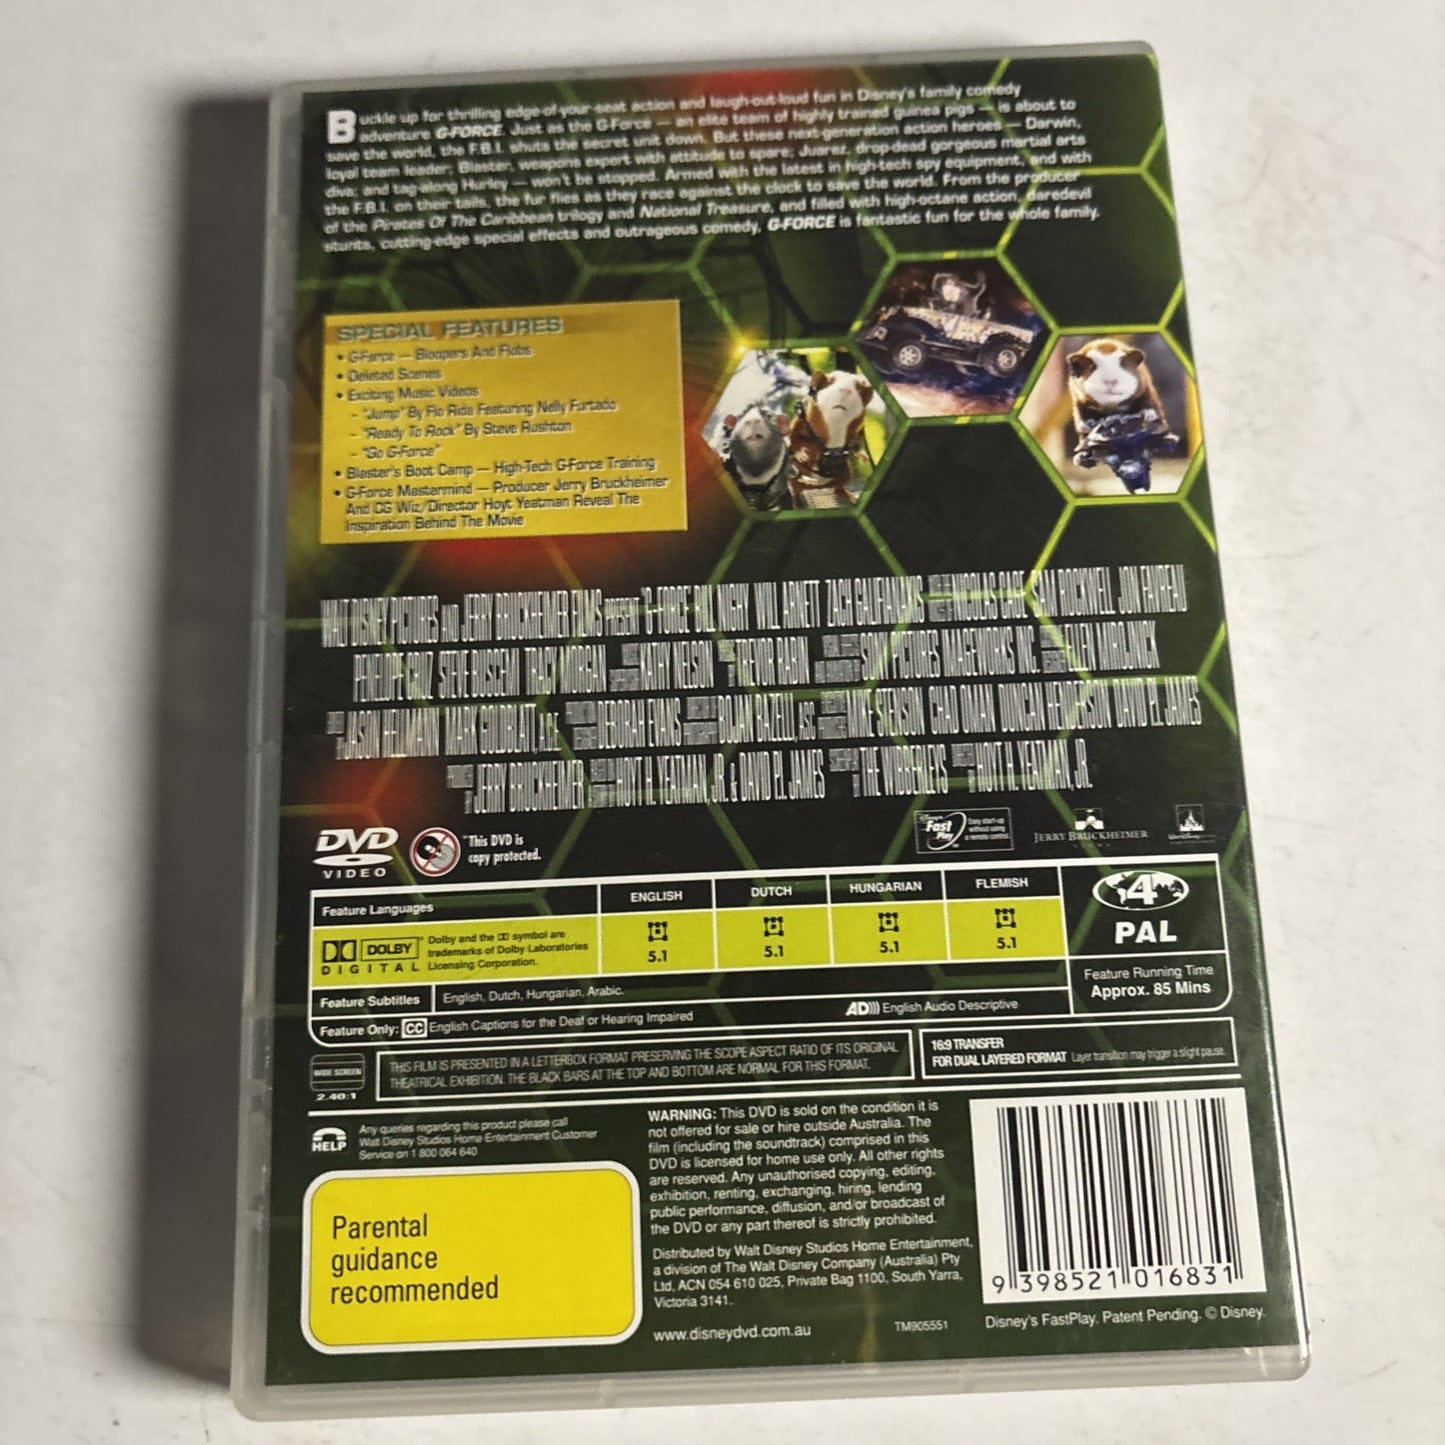 Buckle up for thrilling edge-of-your-seat action and laugh-out-loud fun in Disney's family comedy
adventure G-FORCE. Just as the G-Force — an elite team of highly trained guinea pigs — is about to
save the world, the F.B.I. shuts the secret unit down. But these next-generation action heroes — Darwin,
loyal team leader; Blaster, weapons expert with attitude to spare; Juarez, drop-dead gorgeous martial arts
diva; and tag-along Hurley — won't be stopped. Armed with the latest in high-tech spy equipment, and with
the F.B.I. on their tails, the fur flies as they race against the clock to save the world. From the producer
of the Pirates Of The Caribbean trilogy and National Treasure, and filled with high-octane action, daredevil
stunts, cutting-edge special effects and outrageous comedy, G-FORCE is fantastic fun for the whole family.
SPECIAL FEATURES
• G-Force — Bloopers And Flubs
• Deleted Scenes
• Exciting Music Videos
– "Jump" By Flo Rida Featuring Nelly Furtado
– "Ready To Rock" By Steve Rushton
– "Go G-Force"
• Blaster's Boot Camp — High-Tech G-Force Training
• G-Force Mastermind — Producer Jerry Bruckheimer
And CG Wiz/Director Hoyt Yeatman Reveal The
Inspiration Behind The Movie
WALT DISNEY PICTURES AND JERRY BRUCKHEIMER FILMS PRESENT "G-FORCE" BILL NIGHY WILL ARNETT ZACH GALIFIANAKIS NICOLAS CAGE SAM ROCKWELL JON FAVREAU
PENELOPE CRUZ STEVE BUSCEMI TRACY MORGAN KATHY NELSON TREVOR RABIN SONY PICTURES IMAGEWORKS INC. ELLEN MIROJNICK
JASON HELLMANN MARK GOLDBLATT, A.C.E. DEBORAH EVANS BOJAN BAZELLI, ASC MIKE STENSON CHAD OMAN DUNCAN HENDERSON DAVID P.I. JAMES
JERRY BRUCKHEIMER HOYT H. YEATMAN, JR. & DAVID P.I. JAMES THE WIBBERLEYS HOYT H. YEATMAN, JR.
DVD
VIDEO
"This DVD is
copy protected.
Disney's
Fast
Play
TM
Easy start-up
without using
a remote control
JERRY BRUCKHEIMER
FILMS
FEATURE Languages
ENGLISH
DUTCH
HUNGARIAN
FLEMISH
DOLBY
DIGITAL
Dolby and the DD symbol are
trademarks of Dolby Laboratories
Licensing Corporation.
5.1
5.1
5.1
5.1
4
PAL
Feature Running Time
Approx. 85 Mins
Feature Subtitles
English, Dutch, Hungarian, Arabic.
Feature Only: CC English Captions for the Deaf or Hearing Impaired
AD))) English Audio Descriptive
WIDE SCREEN
2.40:1
THIS FILM IS PRESENTED IN A LETTERBOX FORMAT PRESERVING THE SCOPE ASPECT RATIO OF ITS ORIGINAL
THEATRICAL EXHIBITION. THE BLACK BARS AT THE TOP AND BOTTOM ARE NORMAL FOR THIS FORMAT.
16:9 TRANSFER
FOR DUAL LAYERED FORMAT Layer transition may trigger a slight pause.
HELP
Any queries regarding this product please call
Walt Disney Studios Home Entertainment Customer
Service on 1 800 064 640
Parental
guidance
recommended
WARNING: This DVD is sold on the condition it is
not offered for sale or hire outside Australia. The
film (including the soundtrack) comprised in this
DVD is licensed for home use only. All other rights
are reserved. Any unauthorised copying, editing,
exhibition, renting, exchanging, hiring, lending
public performance, diffusion, and/or broadcast of
the DVD or any part thereof is strictly prohibited.
Distributed by Walt Disney Studios Home Entertainment,
a division of The Walt Disney Company (Australia) Pty
Ltd, ACN 054 610 025, Private Bag 1100, South Yarra,
Victoria 3141.
www.disneydvd.com.au
TM905551
9 398521 016831
Disney's FastPlay. Patent Pending. © Disney.